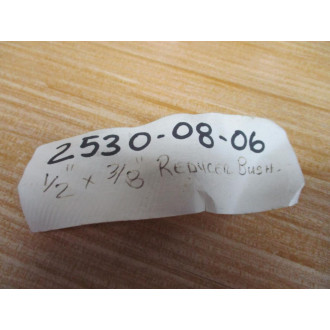 2530-08-06
1/2" x 3/8" REDUCER BUSH.